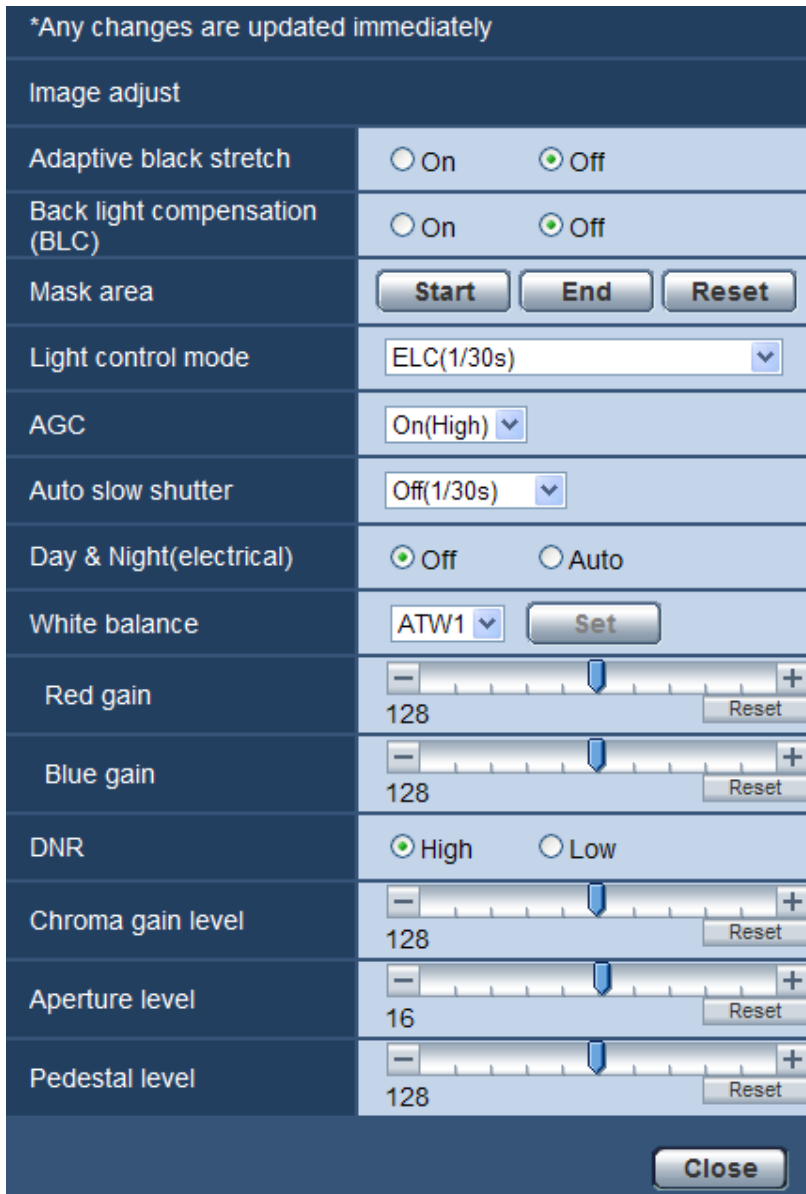 *Any changes are updated immediately
Image adjust
Adaptive black stretch On Off
Back light compensation
(BLC) On Off
Mask area Start End Reset
Light control mode ELC(1/30s)
AGC On(High)
Auto slow shutter Off(1/30s)
Day & Night(electrical) Off Auto
White balance ATW1 Set
Red gain 128 Reset
Blue gain 128 Reset
DNR High Low
Chroma gain level 128 Reset
Aperture level 16 Reset
Pedestal level 128 Reset
Close